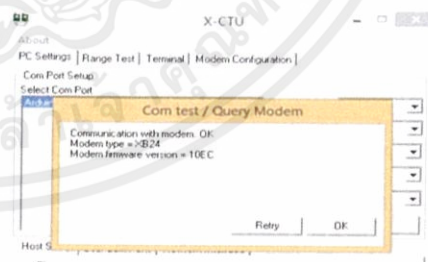 X-CTU
About
PC Settings | Range Test | Terminal | Modem Configuration |
Com Port Setup
Select Com Port
Com test / Query Modem
Communication with modem OK
Modem type = XB24
Modem firmware version = 10EC
Retry OK
Host S